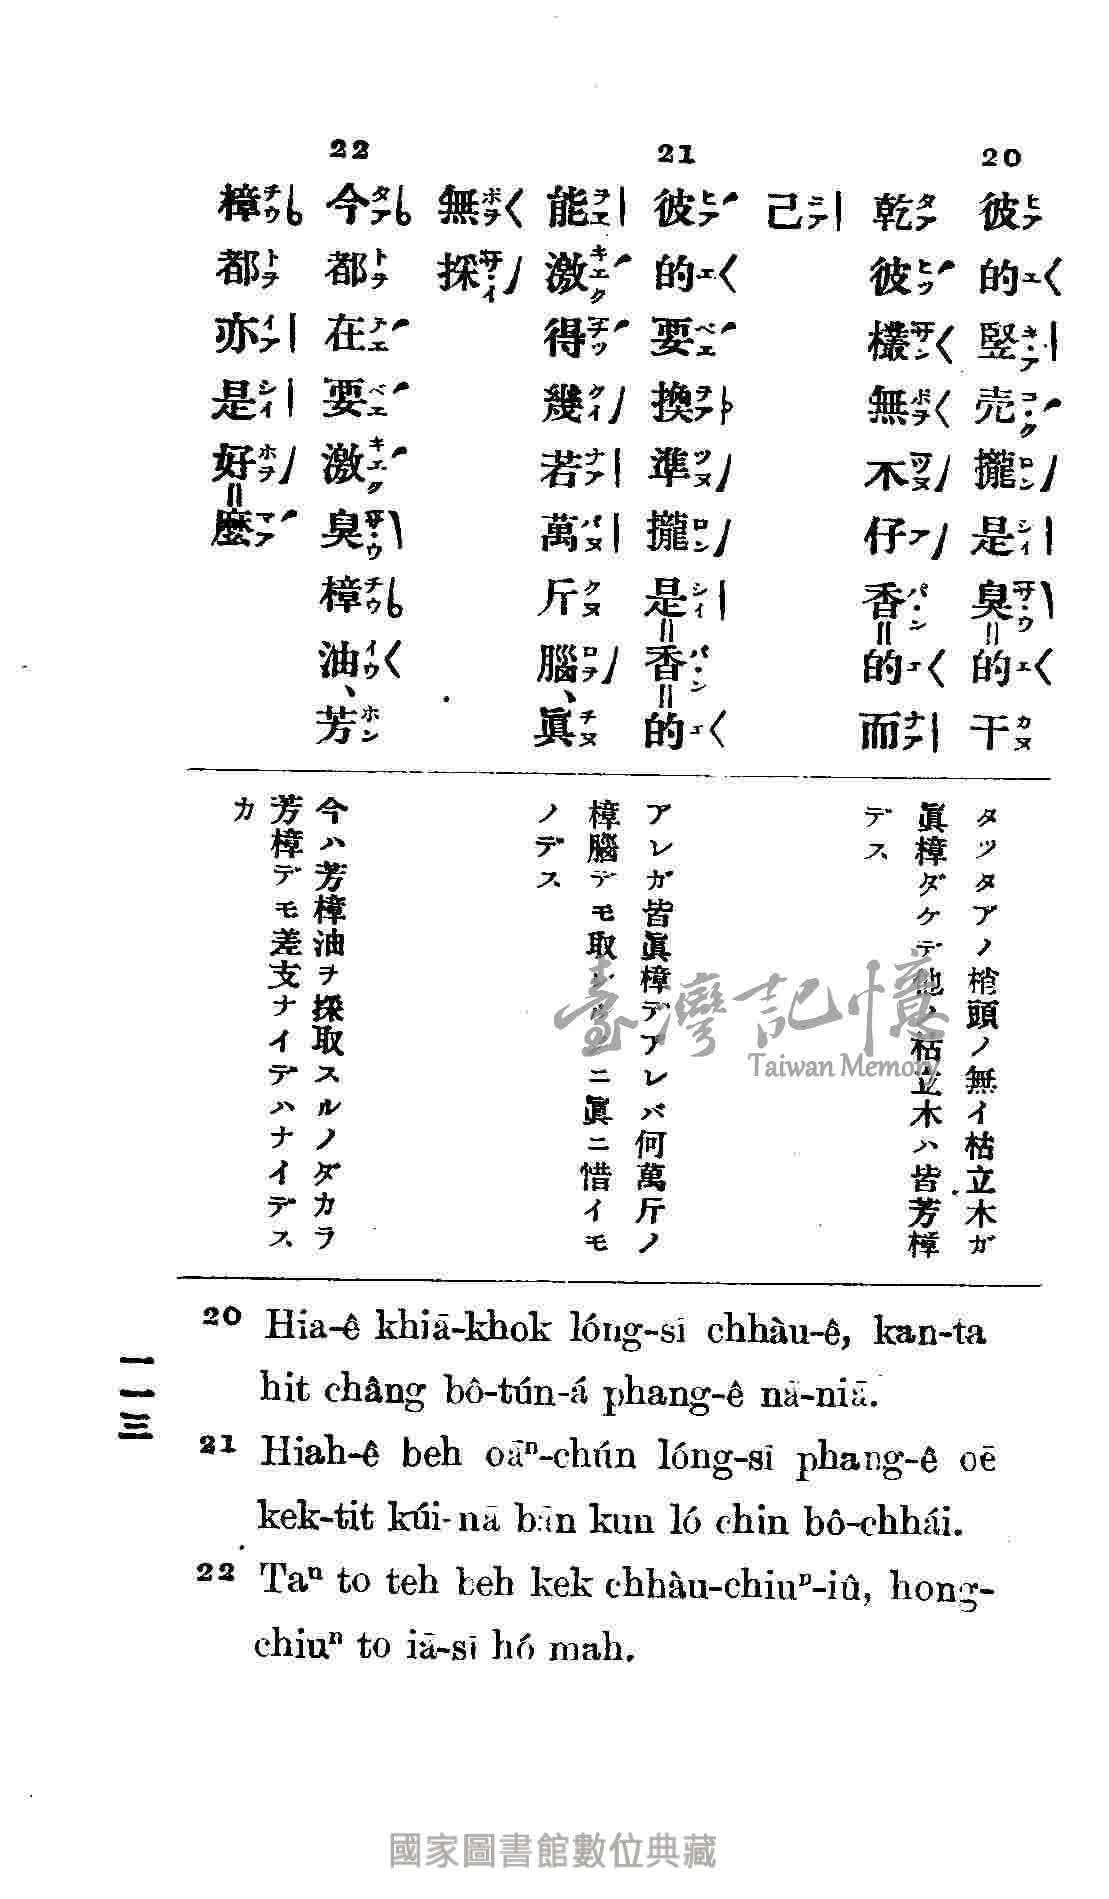 20
彼的竪売攏是臭=的干
乾彼欉無木仔香=的而
己
21
彼的要換準攏是=香=的
能激得幾若萬斤腦、眞
無採
22
今都在要激臭樟油、芳
樟都亦是好=麼
タッタアノ梢頭ノ無イ枯立木ガ
眞樟ダケデ他ノ枯立木ハ皆芳樟
デス
アレガ皆眞樟デアレバ何萬斤ノ
樟腦デモ取レルニ眞ニ惜イモ
ノデス
今ハ芳樟油ヲ採取スルノダカラ
芳樟デモ差支ナイデハナイデス
カ
20 Hia-ê khiā-khok lóng-sī chhàu-ê, kan-ta
hit châng bô-tún-á phang-ê nā-niā.
21 Hiah-ê beh oāⁿ-chún lóng-sī phang-ê oē
kek-tit kúi-nā bān kun ló chin bô-chhái.
22 Taⁿ to teh beh kek chhàu-chiuⁿ-iû, hong-
chiuⁿ to iā-sī hó mah.
一一三
臺灣記憶
Taiwan Memory
國家圖書館數位典藏